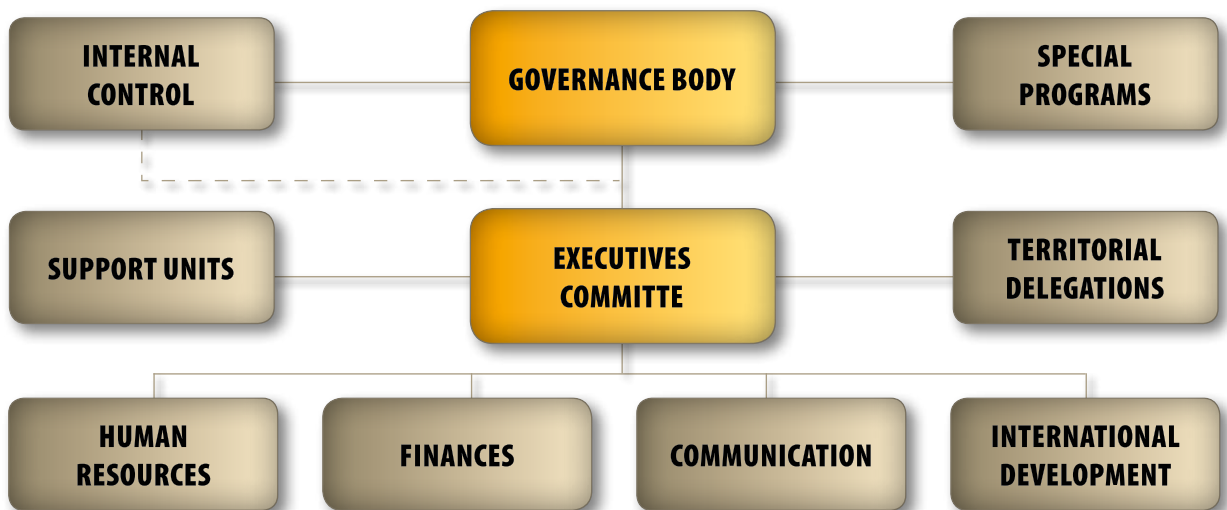 INTERNAL
CONTROL
GOVERNANCE BODY
SPECIAL
PROGRAMS
SUPPORT UNITS
EXECUTIVES
COMMITTE
TERRITORIAL
DELEGATIONS
HUMAN
RESOURCES
FINANCES
COMMUNICATION
INTERNATIONAL
DEVELOPMENT